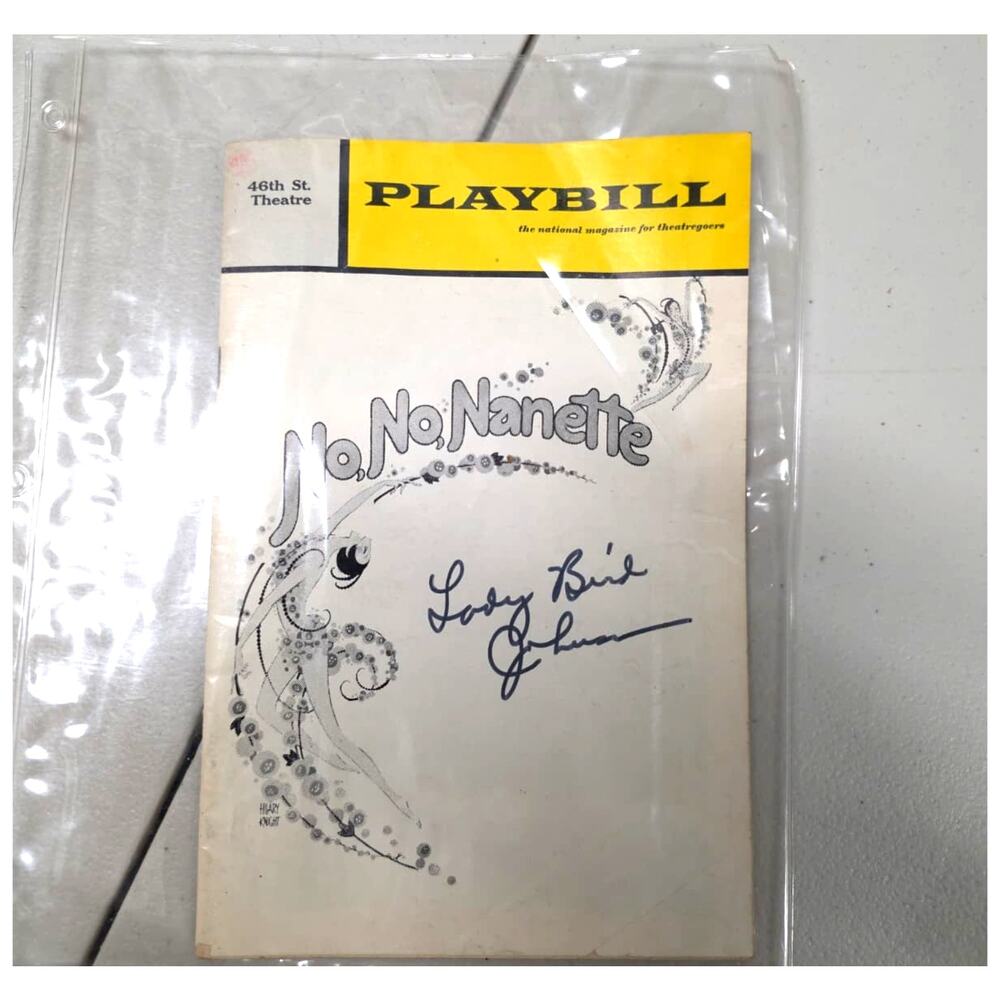 46th St.
Theatre
PLAYBILL
the national magazine for theatregoers
No, No, Nanette
Lady Bird
Johnson
HILARY
KNIGHT